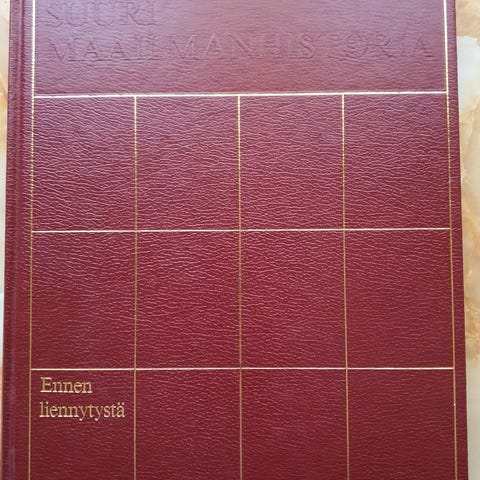 SUURI
MAAILMANHISTORIA
Ennen
liennytystä